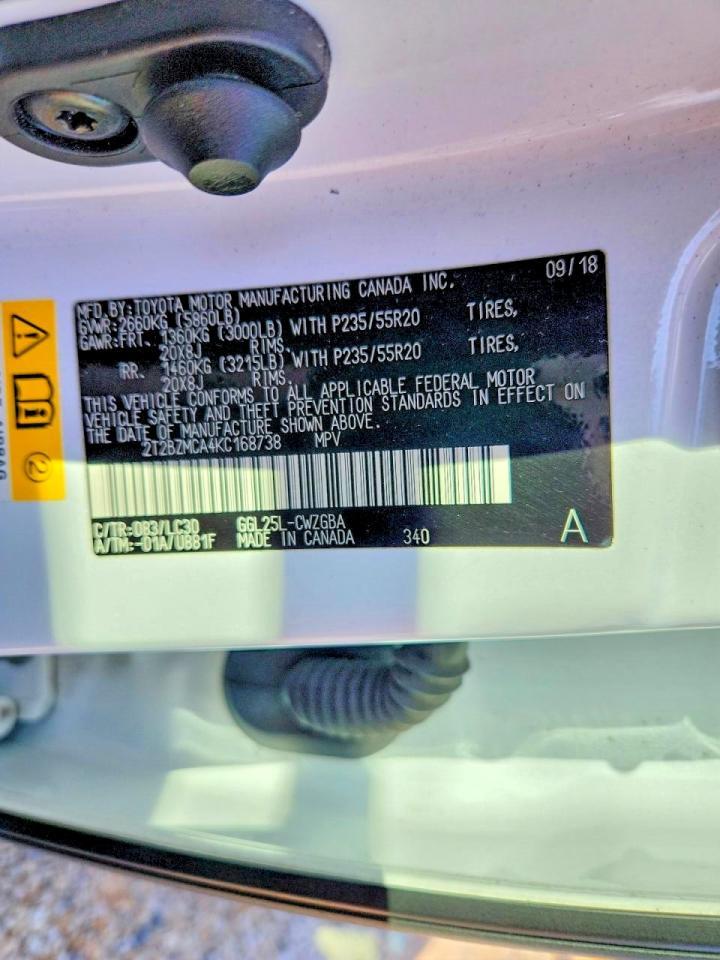 MFD. BY: TOYOTA MOTOR MANUFACTURING CANADA INC. 09/18
GVWR: 2660KG (5860LB)
GAWR: FRT. 1360KG (3000LB) WITH P235/55R20 TIRES,
20X8J RIMS.
RR. 1460KG (3215LB) WITH P235/55R20 TIRES,
20X8J RIMS.
THIS VEHICLE CONFORMS TO ALL APPLICABLE FEDERAL MOTOR
VEHICLE SAFETY AND THEFT PREVENTION STANDARDS IN EFFECT ON
THE DATE OF MANUFACTURE SHOWN ABOVE.
2T2BZMCA4KC168738 MPV
C/TR: 083/LC30 GGL25L-CWZGBA
A/TM: -01A/U881F MADE IN CANADA 340 A
2